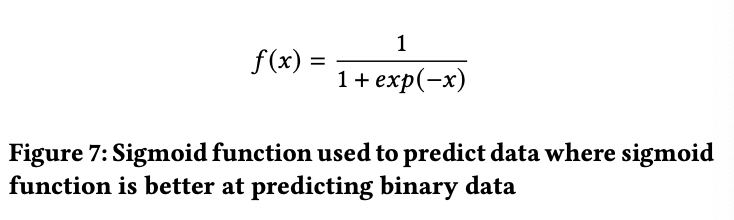 f(x) = 1 / 1 + exp(−x)
Figure 7: Sigmoid function used to predict data where sigmoid
function is better at predicting binary data